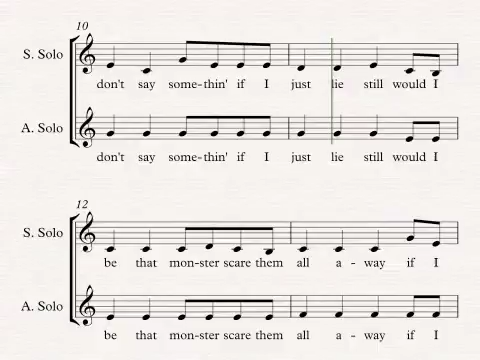 10
S. Solo
don't say some-thin' if I just lie still would I
A. Solo
don't say some-thin' if I just lie still would I
12
S. Solo
be that mon-ster scare them all a - way if I
A. Solo
be that mon-ster scare them all a - way if I